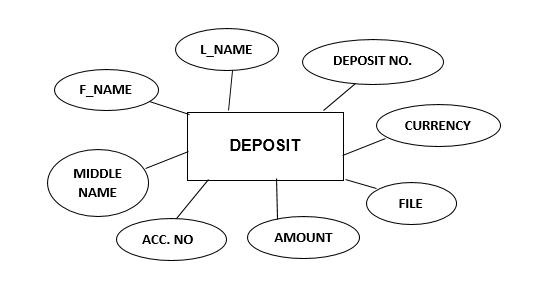 L_NAME
DEPOSIT NO.
F_NAME
CURRENCY
DEPOSIT
MIDDLE
NAME
FILE
ACC. NO
AMOUNT